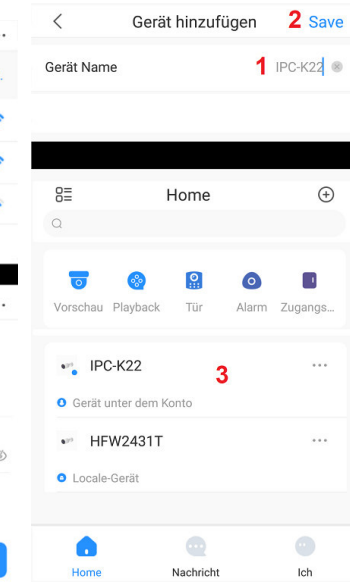 Gerät hinzufügen 2 Save
Gerät Name 1 IPC-K22
Home
Vorschau Playback Tür Alarm Zugangs...
IPC-K22
3
Gerät unter dem Konto
HFW2431T
Locale-Gerät
Home Nachricht Ich